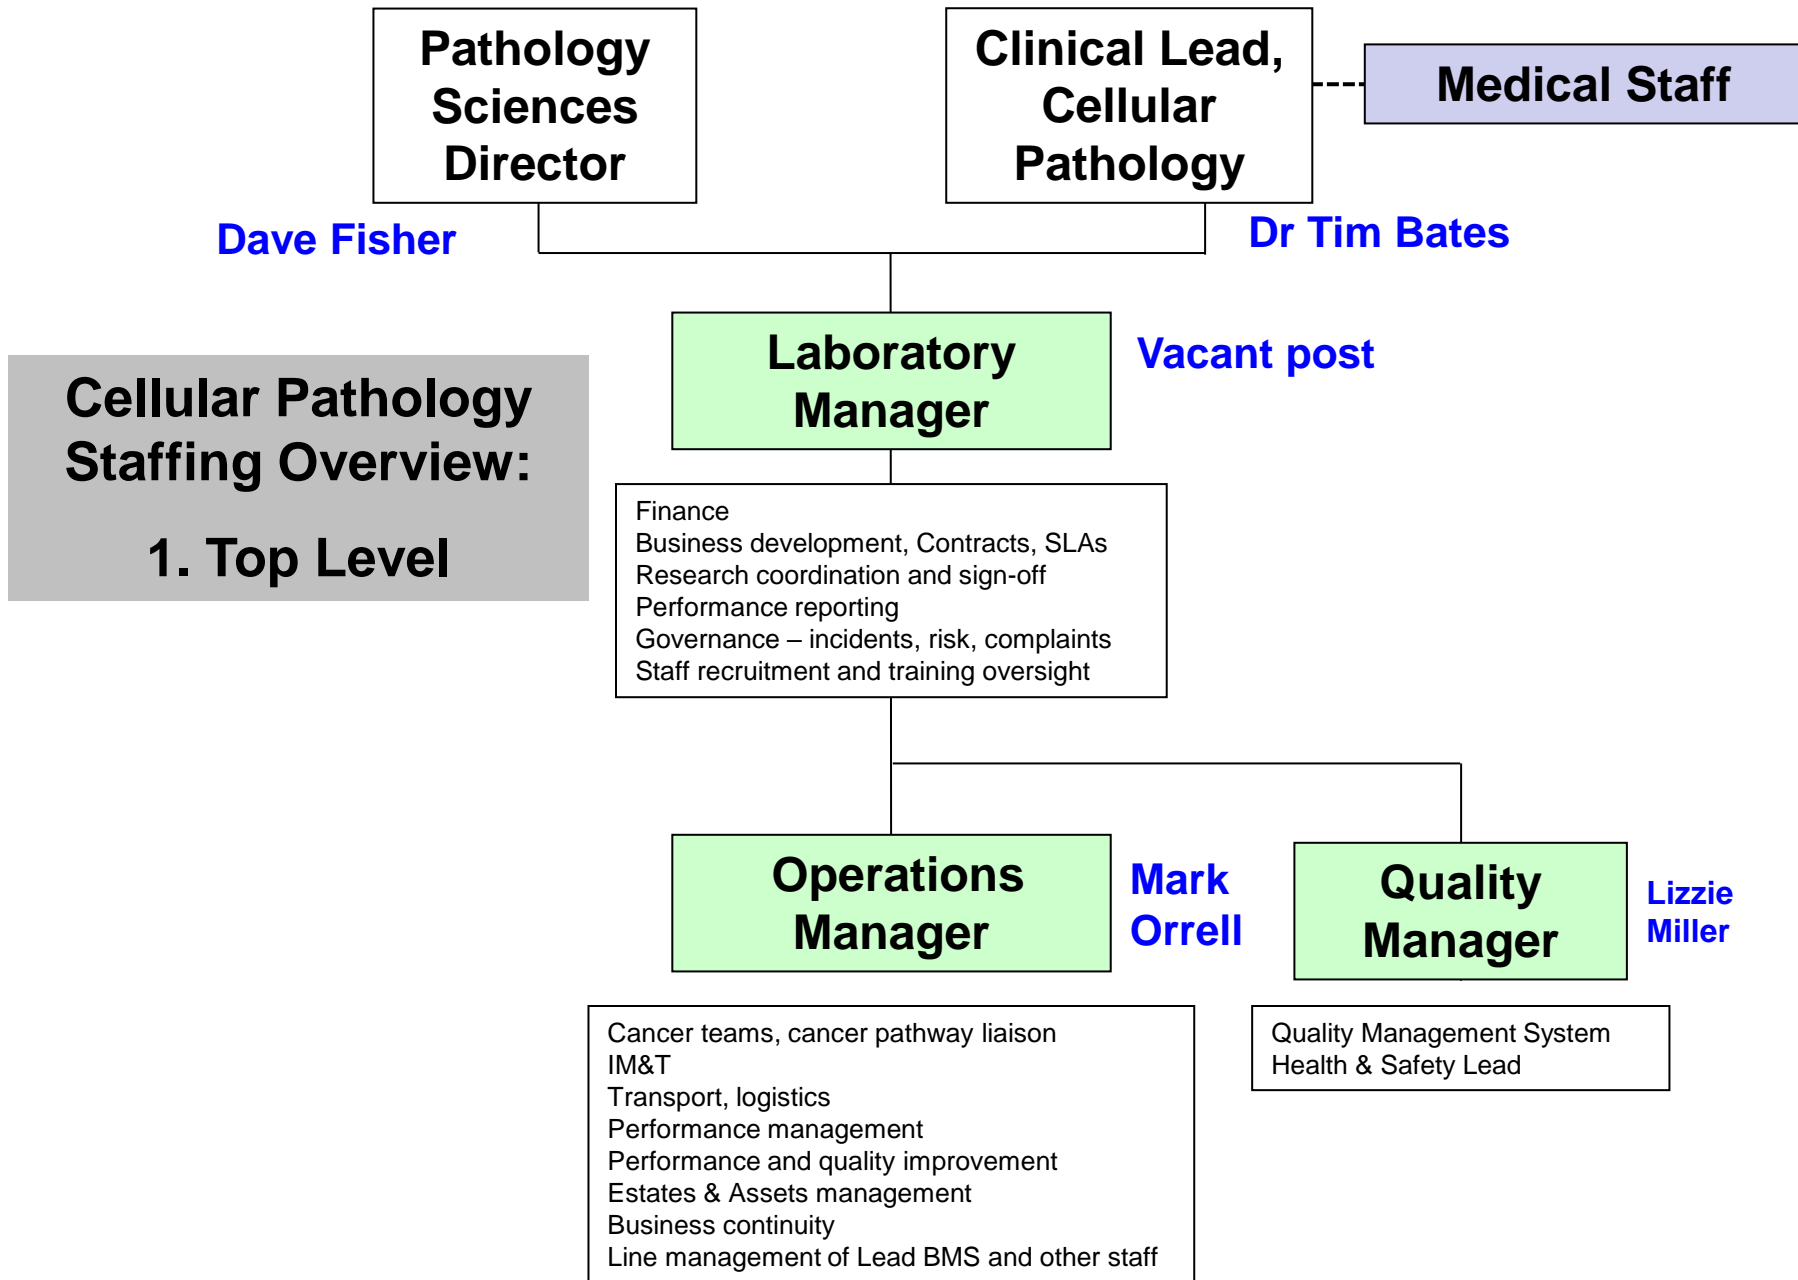 Pathology
Sciences
Director
Clinical Lead,
Cellular
Pathology
Medical Staff
Dave Fisher
Dr Tim Bates
Laboratory
Manager
Vacant post
Cellular Pathology
Staffing Overview:
1. Top Level
Finance
Business development, Contracts, SLAs
Research coordination and sign-off
Performance reporting
Governance – incidents, risk, complaints
Staff recruitment and training oversight
Operations
Manager
Mark
Orrell
Quality
Manager
Lizzie
Miller
Cancer teams, cancer pathway liaison
IM&T
Transport, logistics
Performance management
Performance and quality improvement
Estates & Assets management
Business continuity
Line management of Lead BMS and other staff
Quality Management System
Health & Safety Lead